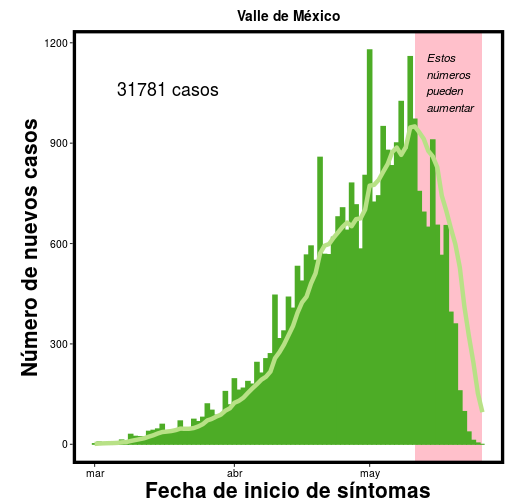 Valle de México
1200
900
600
300
0
31781 casos
Estos
números
pueden
aumentar
Número de nuevos casos
mar
abr
may
Fecha de inicio de síntomas